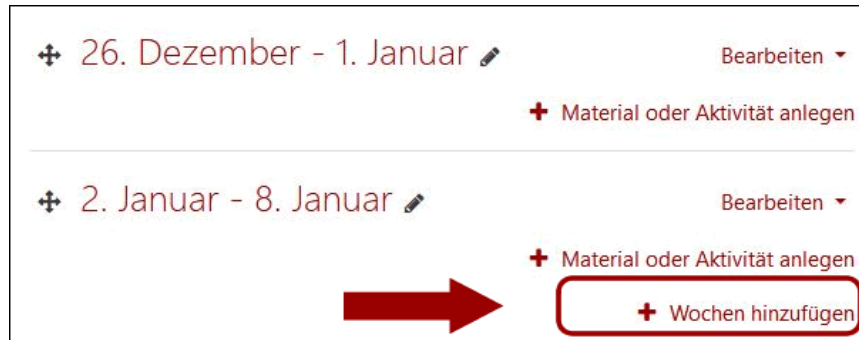 26. Dezember - 1. Januar
Bearbeiten
Material oder Aktivität anlegen
2. Januar - 8. Januar
Bearbeiten
Material oder Aktivität anlegen
Wochen hinzufügen